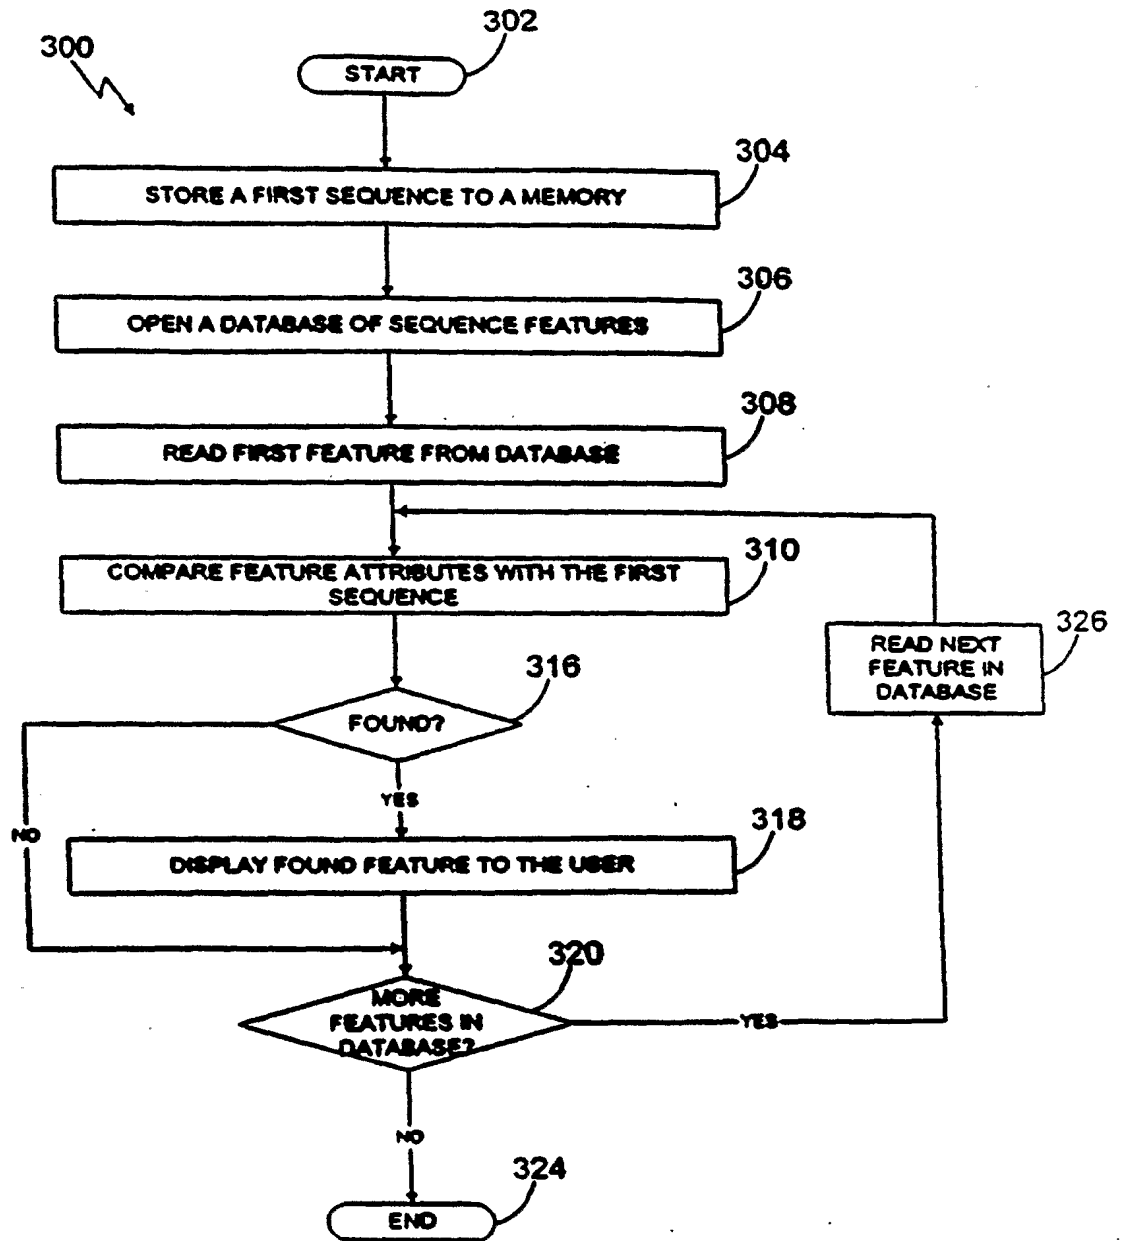 300
302
START
304
STORE A FIRST SEQUENCE TO A MEMORY
306
OPEN A DATABASE OF SEQUENCE FEATURES
308
READ FIRST FEATURE FROM DATABASE
310
COMPARE FEATURE ATTRIBUTES WITH THE FIRST
SEQUENCE
326
READ NEXT
FEATURE IN
DATABASE
316
FOUND?
YES
NO
318
DISPLAY FOUND FEATURE TO THE USER
320
MORE
FEATURES IN
DATABASE?
YES
NO
324
END